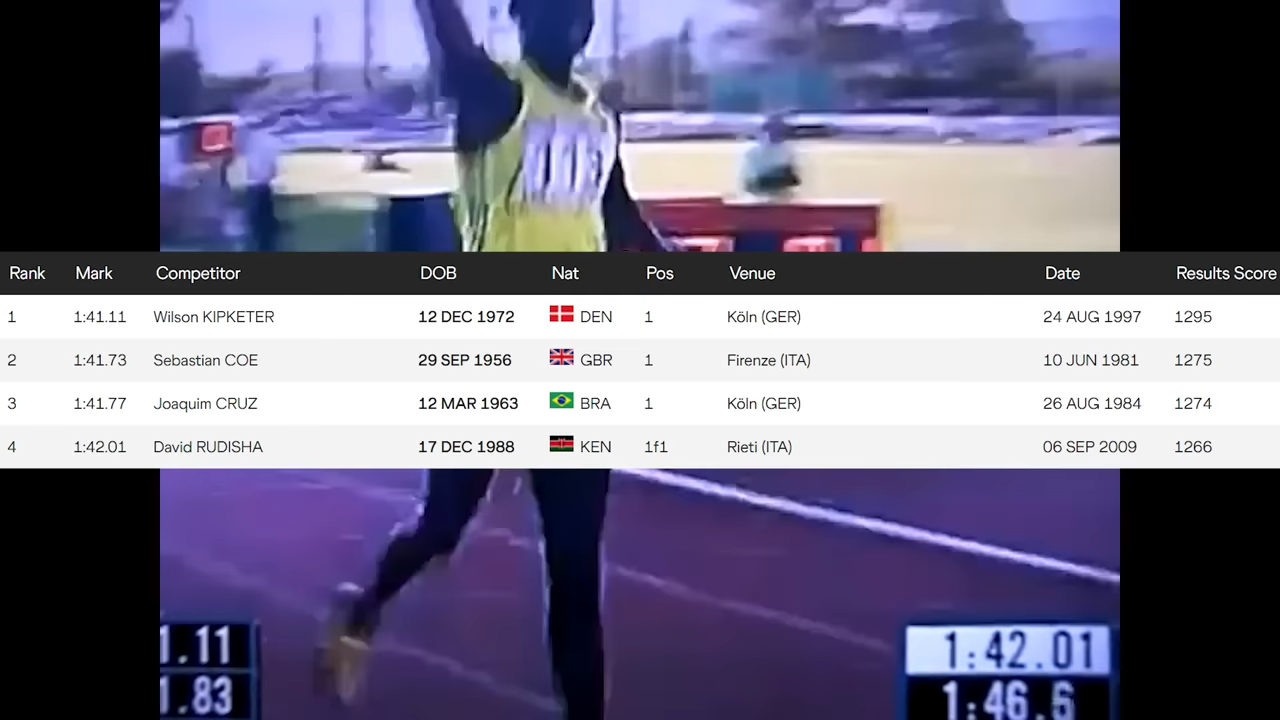 Rank Mark Competitor DOB Nat Pos Venue Date Results Score
1 1:41.11 Wilson KIPKETER 12 DEC 1972 DEN 1 Köln (GER) 24 AUG 1997 1295
2 1:41.73 Sebastian COE 29 SEP 1956 GBR 1 Firenze (ITA) 10 JUN 1981 1275
3 1:41.77 Joaquim CRUZ 12 MAR 1963 BRA 1 Köln (GER) 26 AUG 1984 1274
4 1:42.01 David RUDISHA 17 DEC 1988 KEN 1f1 Rieti (ITA) 06 SEP 2009 1266
1.11 1:42.01
1.83 1:46.6